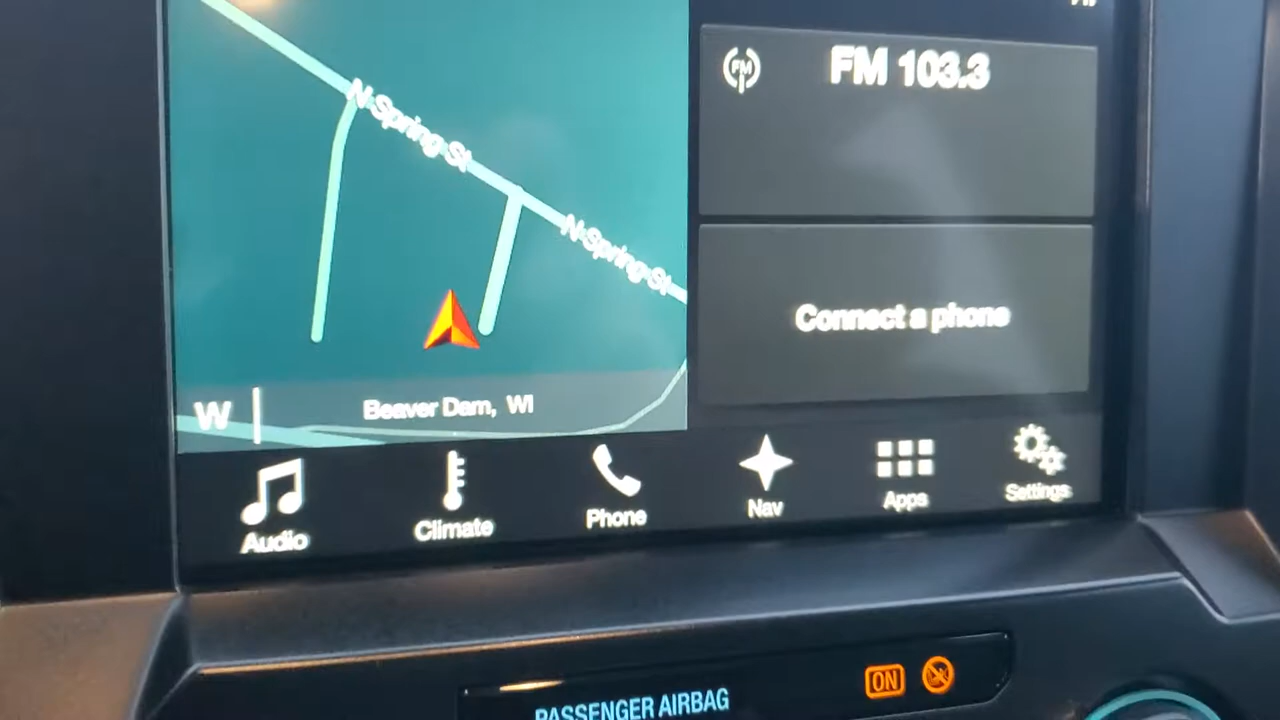 FM
FM 103.3
N Spring St
N Spring St
Connect a phone
W
Beaver Dam, WI
Audio
Climate
Phone
Nav
Apps
Settings
ON
PASSENGER AIRBAG